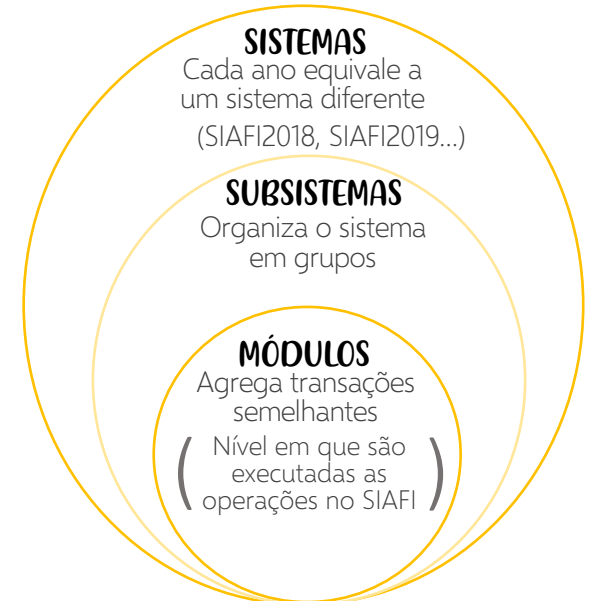 SISTEMAS
Cada ano equivale a
um sistema diferente
(SIAFI2018, SIAFI2019...)
SUBSISTEMAS
Organiza o sistema
em grupos
MÓDULOS
Agrega transações
semelhantes
( Nível em que são
executadas as
operações no SIAFI )